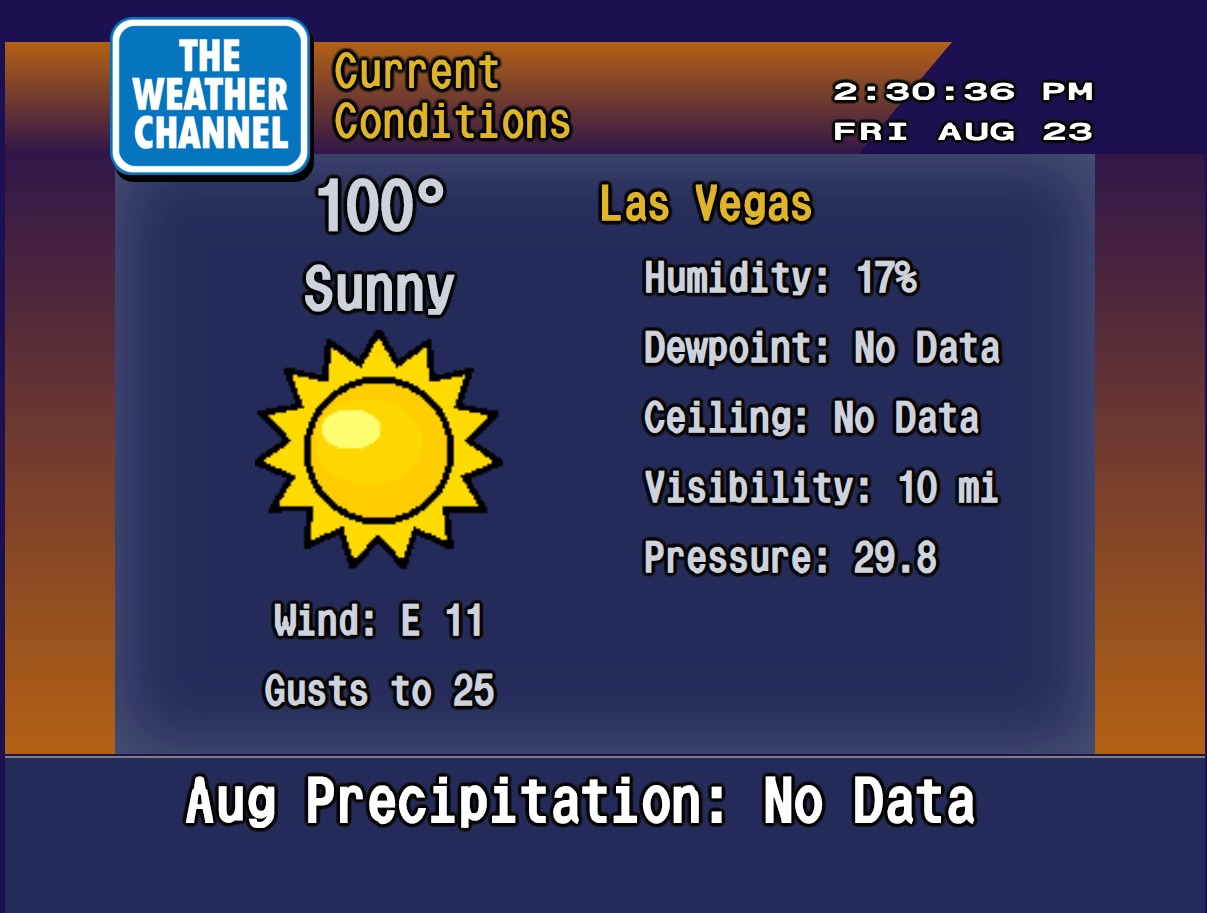 THE
WEATHER
CHANNEL
Current
Conditions
2:30:36 PM
FRI AUG 23
100°
Sunny
Wind: E 11
Gusts to 25
Las Vegas
Humidity: 17%
Dewpoint: No Data
Ceiling: No Data
Visibility: 10 mi
Pressure: 29.8
Aug Precipitation: No Data